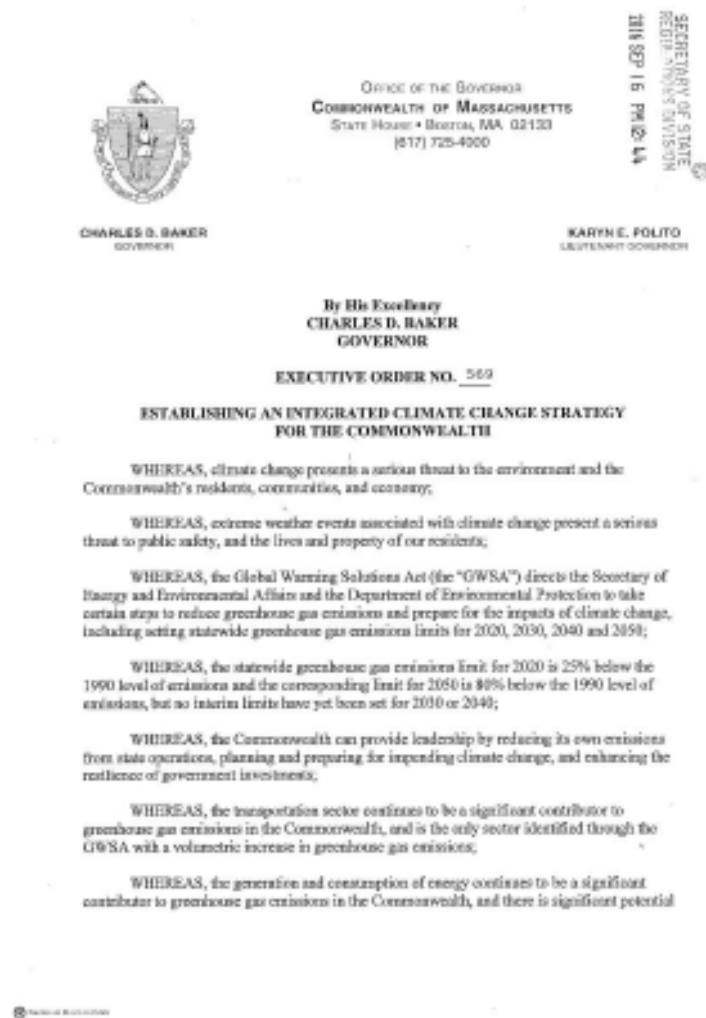 SECRETARY OF STATE
REGULATIONS DIVISION
2016 SEP 16 PM 12:44
OFFICE OF THE GOVERNOR
COMMONWEALTH OF MASSACHUSETTS
STATE HOUSE • BOSTON, MA 02133
(617) 725-4000
CHARLES D. BAKER
GOVERNOR
KARYN E. POLITO
LIEUTENANT GOVERNOR
By His Excellency
CHARLES D. BAKER
GOVERNOR
EXECUTIVE ORDER NO. 569
ESTABLISHING AN INTEGRATED CLIMATE CHANGE STRATEGY
FOR THE COMMONWEALTH
WHEREAS, climate change presents a serious threat to the environment and the
Commonwealth's residents, communities, and economy;
WHEREAS, extreme weather events associated with climate change present a serious
threat to public safety, and the lives and property of our residents;
WHEREAS, the Global Warming Solutions Act (the "GWSA") directs the Secretary of
Energy and Environmental Affairs and the Department of Environmental Protection to take
certain steps to reduce greenhouse gas emissions and prepare for the impacts of climate change,
including setting statewide greenhouse gas emissions limits for 2020, 2030, 2040 and 2050;
WHEREAS, the statewide greenhouse gas emissions limit for 2020 is 25% below the
1990 level of emissions and the corresponding limit for 2050 is 80% below the 1990 level of
emissions, but no interim limits have yet been set for 2030 or 2040;
WHEREAS, the Commonwealth can provide leadership by reducing its own emissions
from state operations, planning and preparing for impending climate change, and enhancing the
resilience of government investments;
WHEREAS, the transportation sector continues to be a significant contributor to
greenhouse gas emissions in the Commonwealth, and is the only sector identified through the
GWSA with a volumetric increase in greenhouse gas emissions;
WHEREAS, the generation and consumption of energy continues to be a significant
contributor to greenhouse gas emissions in the Commonwealth, and there is significant potential